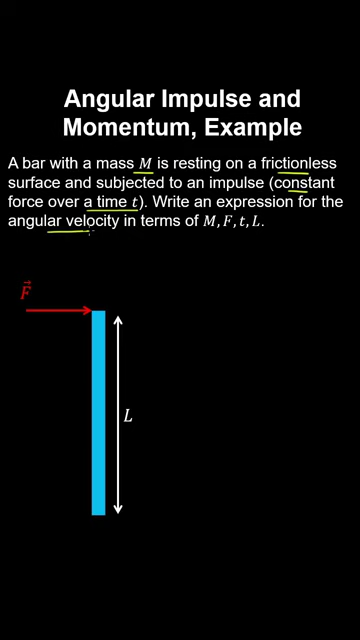 Angular Impulse and
Momentum, Example
A bar with a mass M is resting on a frictionless
surface and subjected to an impulse (constant
force over a time t). Write an expression for the
angular velocity in terms of M, F, t, L.
F⃗
L